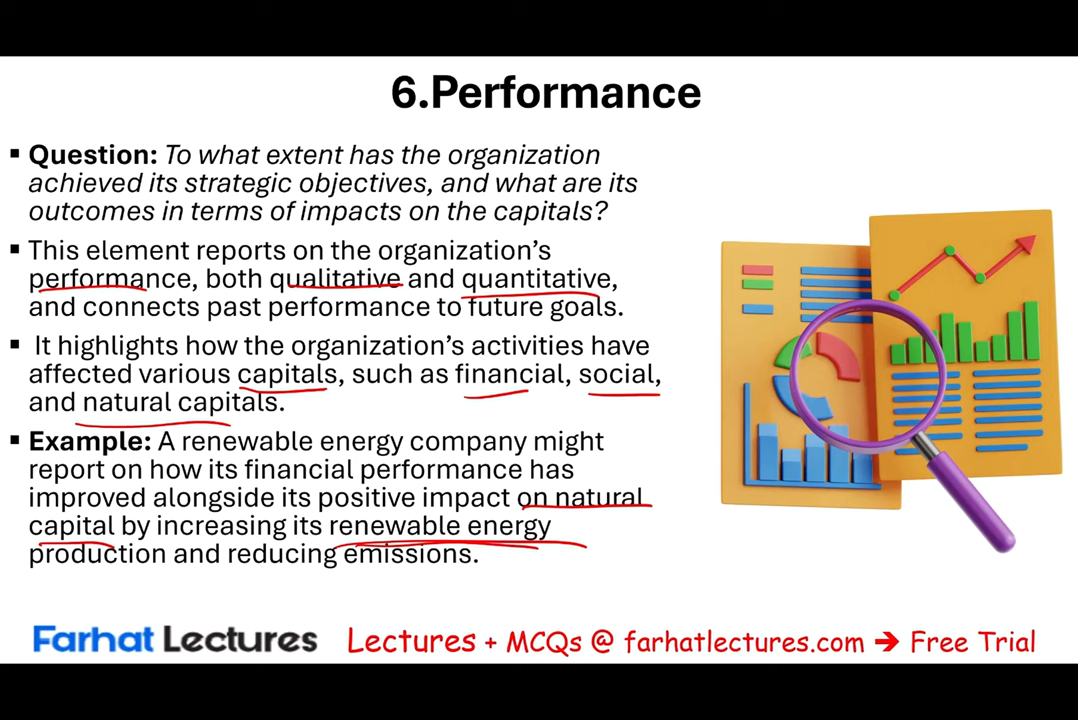 6.Performance
▪ Question: To what extent has the organization
achieved its strategic objectives, and what are its
outcomes in terms of impacts on the capitals?
▪ This element reports on the organization’s
performance, both qualitative and quantitative,
and connects past performance to future goals.
▪ It highlights how the organization’s activities have
affected various capitals, such as financial, social,
and natural capitals.
▪ Example: A renewable energy company might
report on how its financial performance has
improved alongside its positive impact on natural
capital by increasing its renewable energy
production and reducing emissions.
Farhat Lectures Lectures + MCQs @ farhatlectures.com ➔ Free Trial